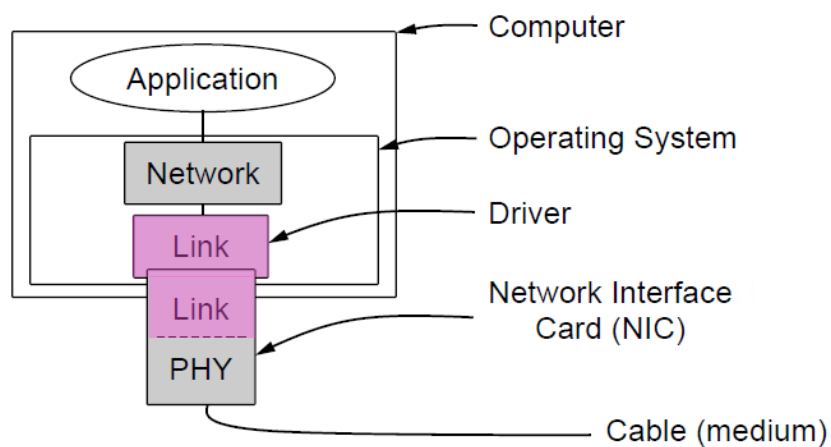 Computer
Application
Operating System
Network
Driver
Link
Link
Network Interface
Card (NIC)
PHY
Cable (medium)